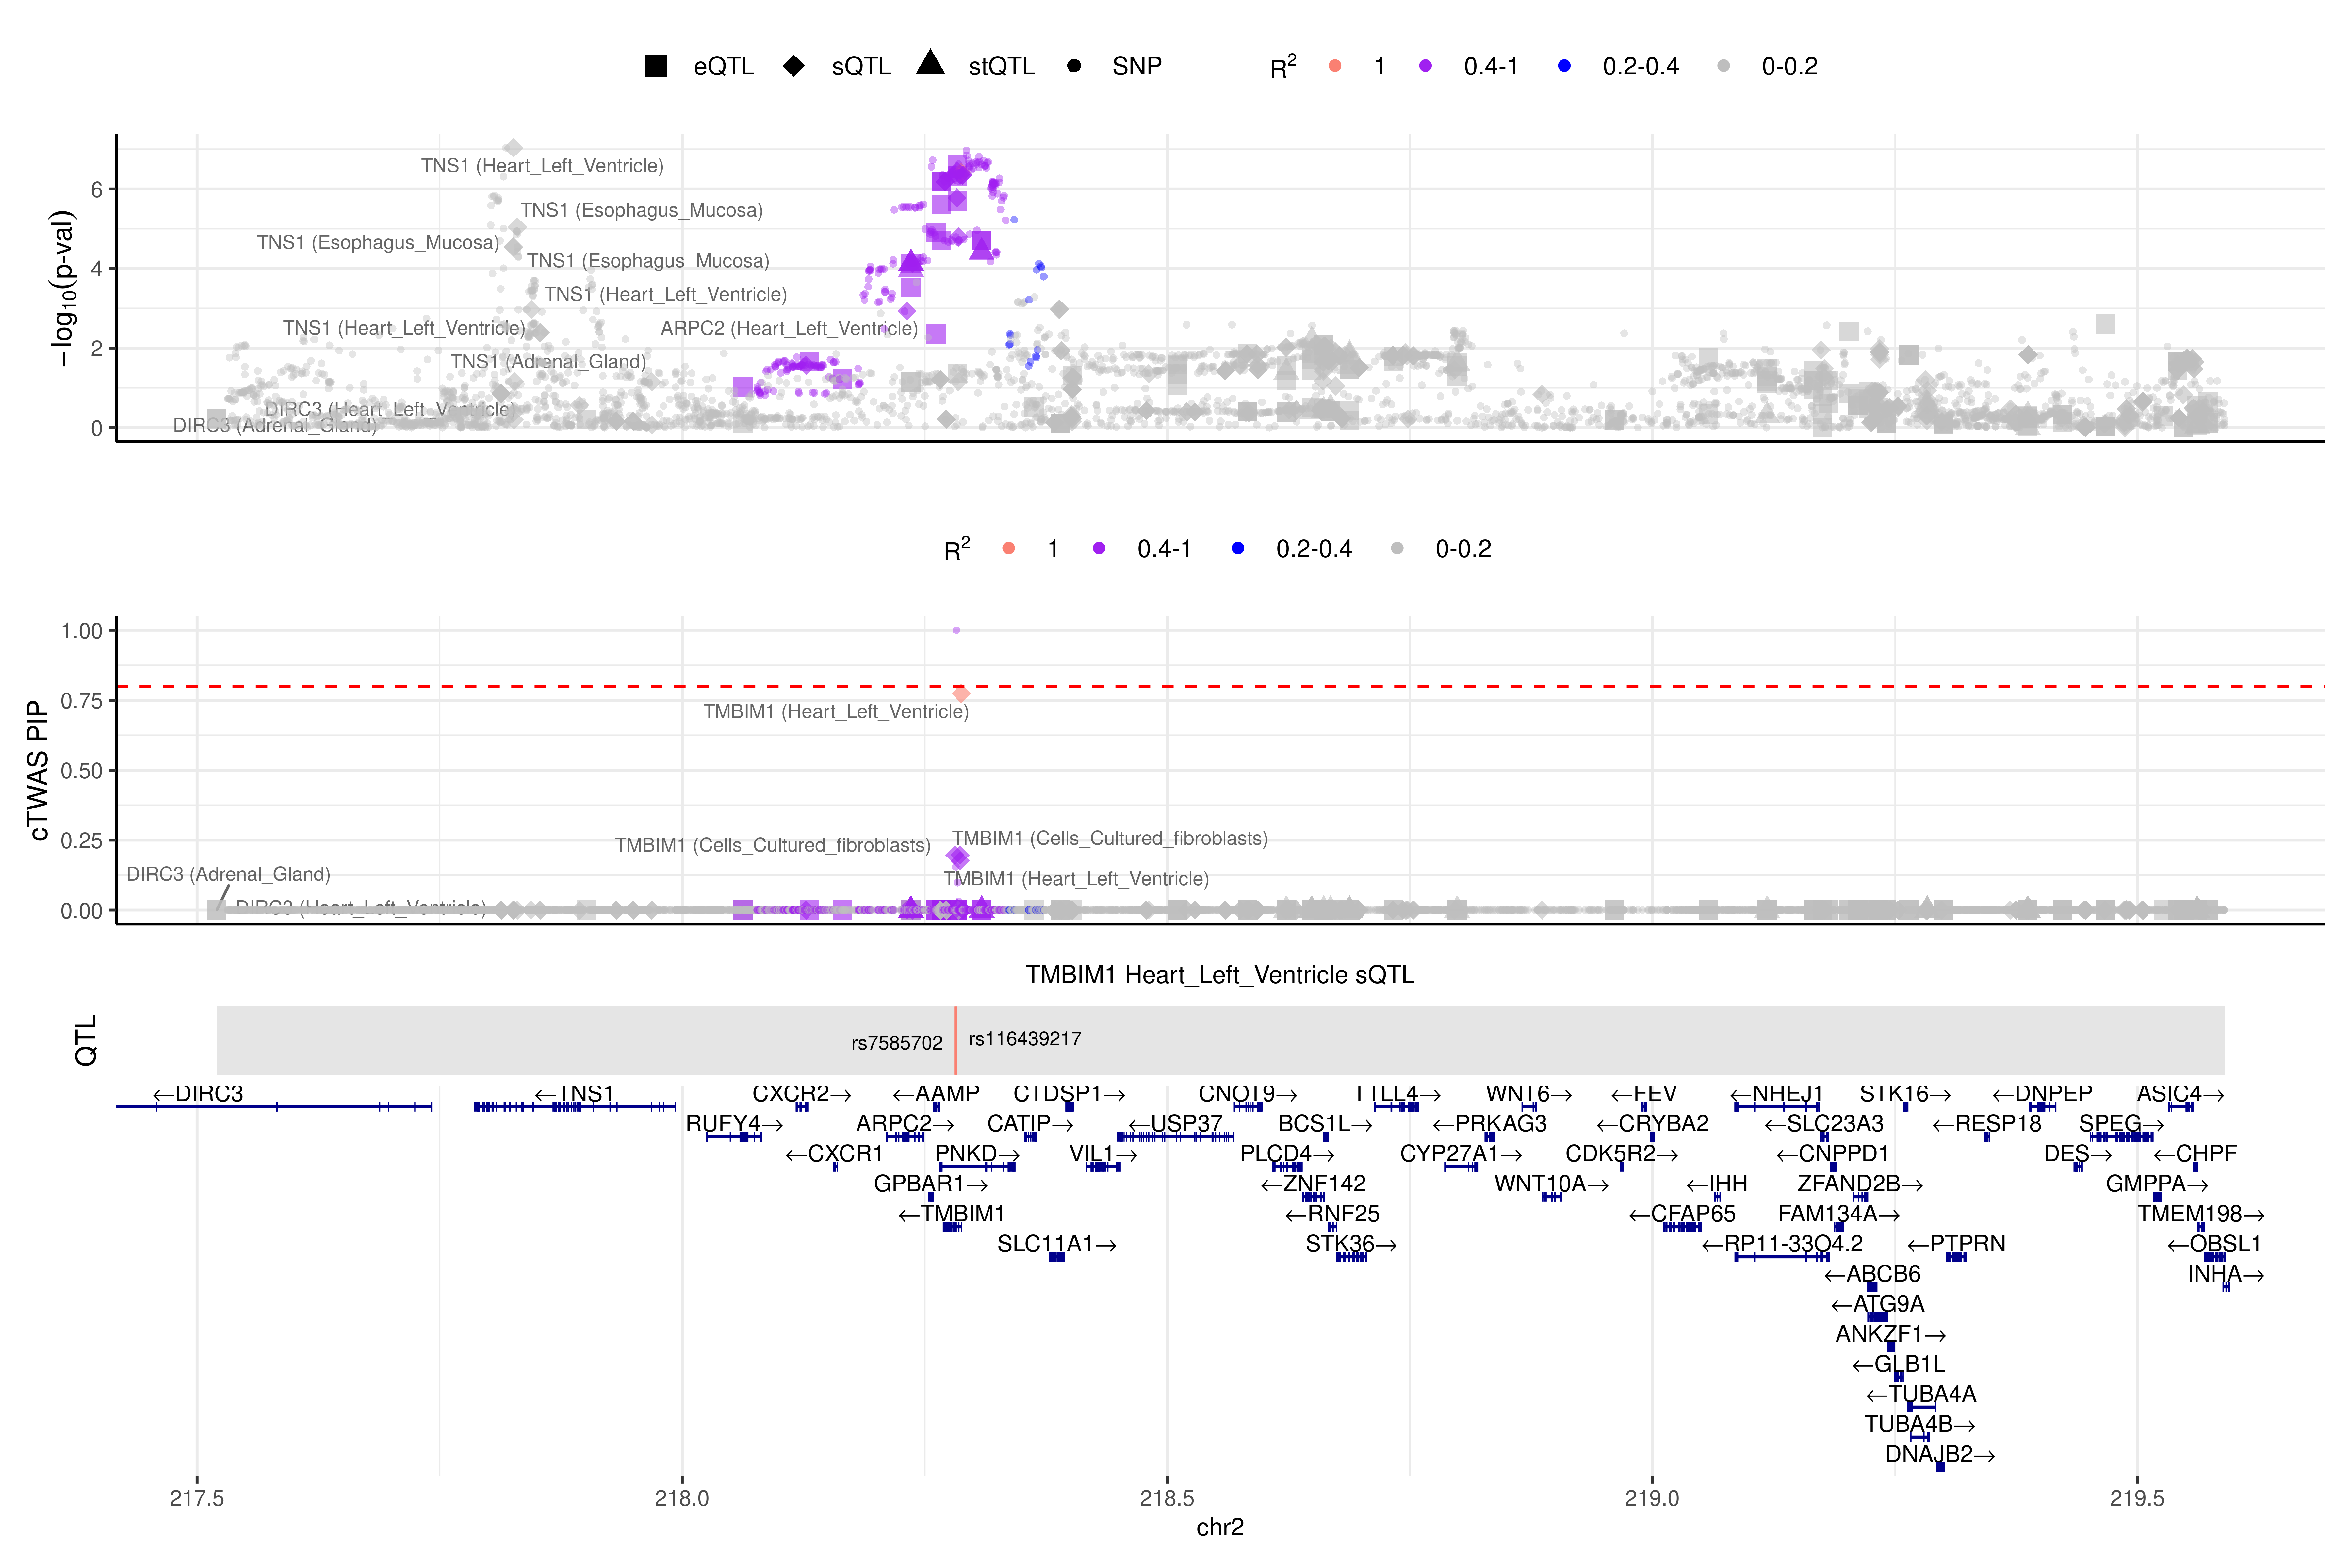 eQTL sQTL stQTL SNP R2 1 0.4-1 0.2-0.4 0-0.2
−log10(p-val)
6
4
2
0
TNS1 (Heart_Left_Ventricle)
TNS1 (Esophagus_Mucosa)
TNS1 (Esophagus_Mucosa)
TNS1 (Esophagus_Mucosa)
TNS1 (Heart_Left_Ventricle)
TNS1 (Heart_Left_Ventricle)
ARPC2 (Heart_Left_Ventricle)
TNS1 (Adrenal_Gland)
DIRC3 (Heart_Left_Ventricle)
DIRC3 (Adrenal_Gland)
R2 1 0.4-1 0.2-0.4 0-0.2
cTWAS PIP
1.00
0.75
0.50
0.25
0.00
TMBIM1 (Heart_Left_Ventricle)
TMBIM1 (Cells_Cultured_fibroblasts)
TMBIM1 (Cells_Cultured_fibroblasts)
DIRC3 (Adrenal_Gland)
TMBIM1 (Heart_Left_Ventricle)
DIRC3 (Heart_Left_Ventricle)
TMBIM1 Heart_Left_Ventricle sQTL
QTL
rs7585702 rs116439217
←DIRC3 ←TNS1 CXCR2→ ←AAMP CTDSP1→ CNOT9→ TTLL4→ WNT6→ ←FEV ←NHEJ1 STK16→ ←DNPEP ASIC4→
RUFY4→ ARPC2→ CATIP→ ←USP37 BCS1L→ ←PRKAG3 ←CRYBA2 ←SLC23A3 ←RESP18 SPEG→
←CXCR1 PNKD→ VIL1→ PLCD4→ CYP27A1→ CDK5R2→ ←CNPPD1 DES→ ←CHPF
GPBAR1→ ←ZNF142 WNT10A→ ←IHH ZFAND2B→ GMPPA→
←TMBIM1 ←RNF25 ←CFAP65 FAM134A→ TMEM198→
SLC11A1→ STK36→ ←RP11-33O4.2 ←PTPRN ←OBSL1
←ABCB6 INHA→
←ATG9A
ANKZF1→
←GLB1L
←TUBA4A
TUBA4B→
DNAJB2→
217.5 218.0 218.5 219.0 219.5
chr2